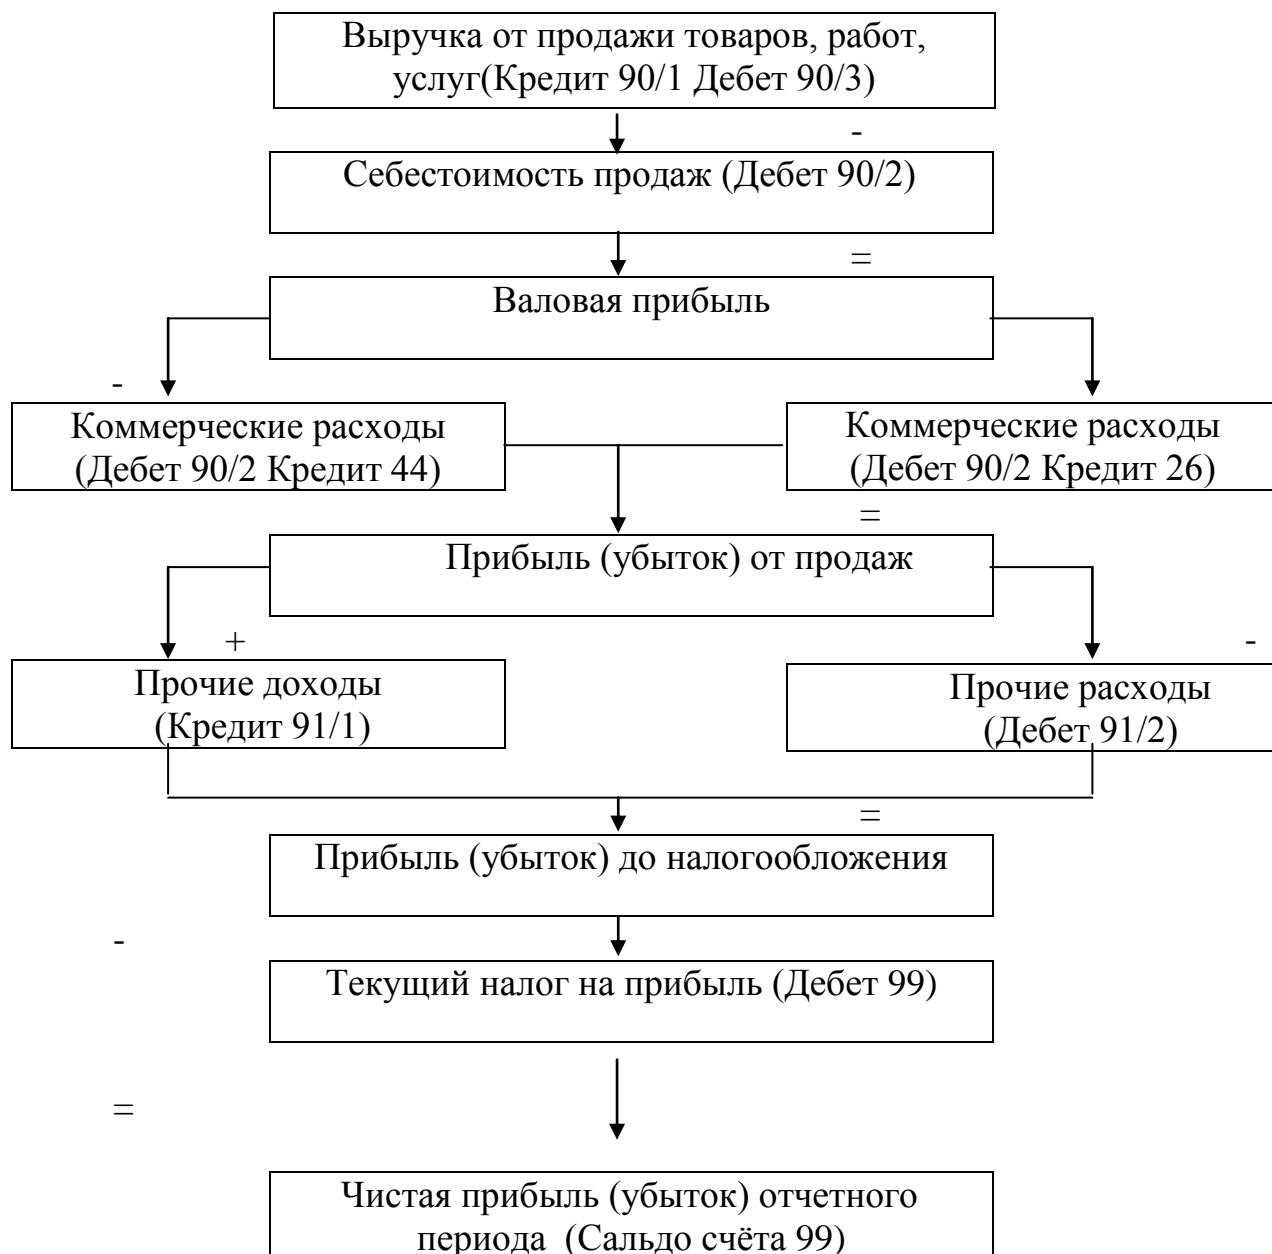 Выручка от продажи товаров, работ,
услуг(Кредит 90/1 Дебет 90/3)
-
Себестоимость продаж (Дебет 90/2)
=
Валовая прибыль
-
Коммерческие расходы
(Дебет 90/2 Кредит 44)
Коммерческие расходы
(Дебет 90/2 Кредит 26)
=
Прибыль (убыток) от продаж
+
-
Прочие доходы
(Кредит 91/1)
Прочие расходы
(Дебет 91/2)
=
Прибыль (убыток) до налогообложения
-
Текущий налог на прибыль (Дебет 99)
=
Чистая прибыль (убыток) отчетного
периода (Сальдо счёта 99)